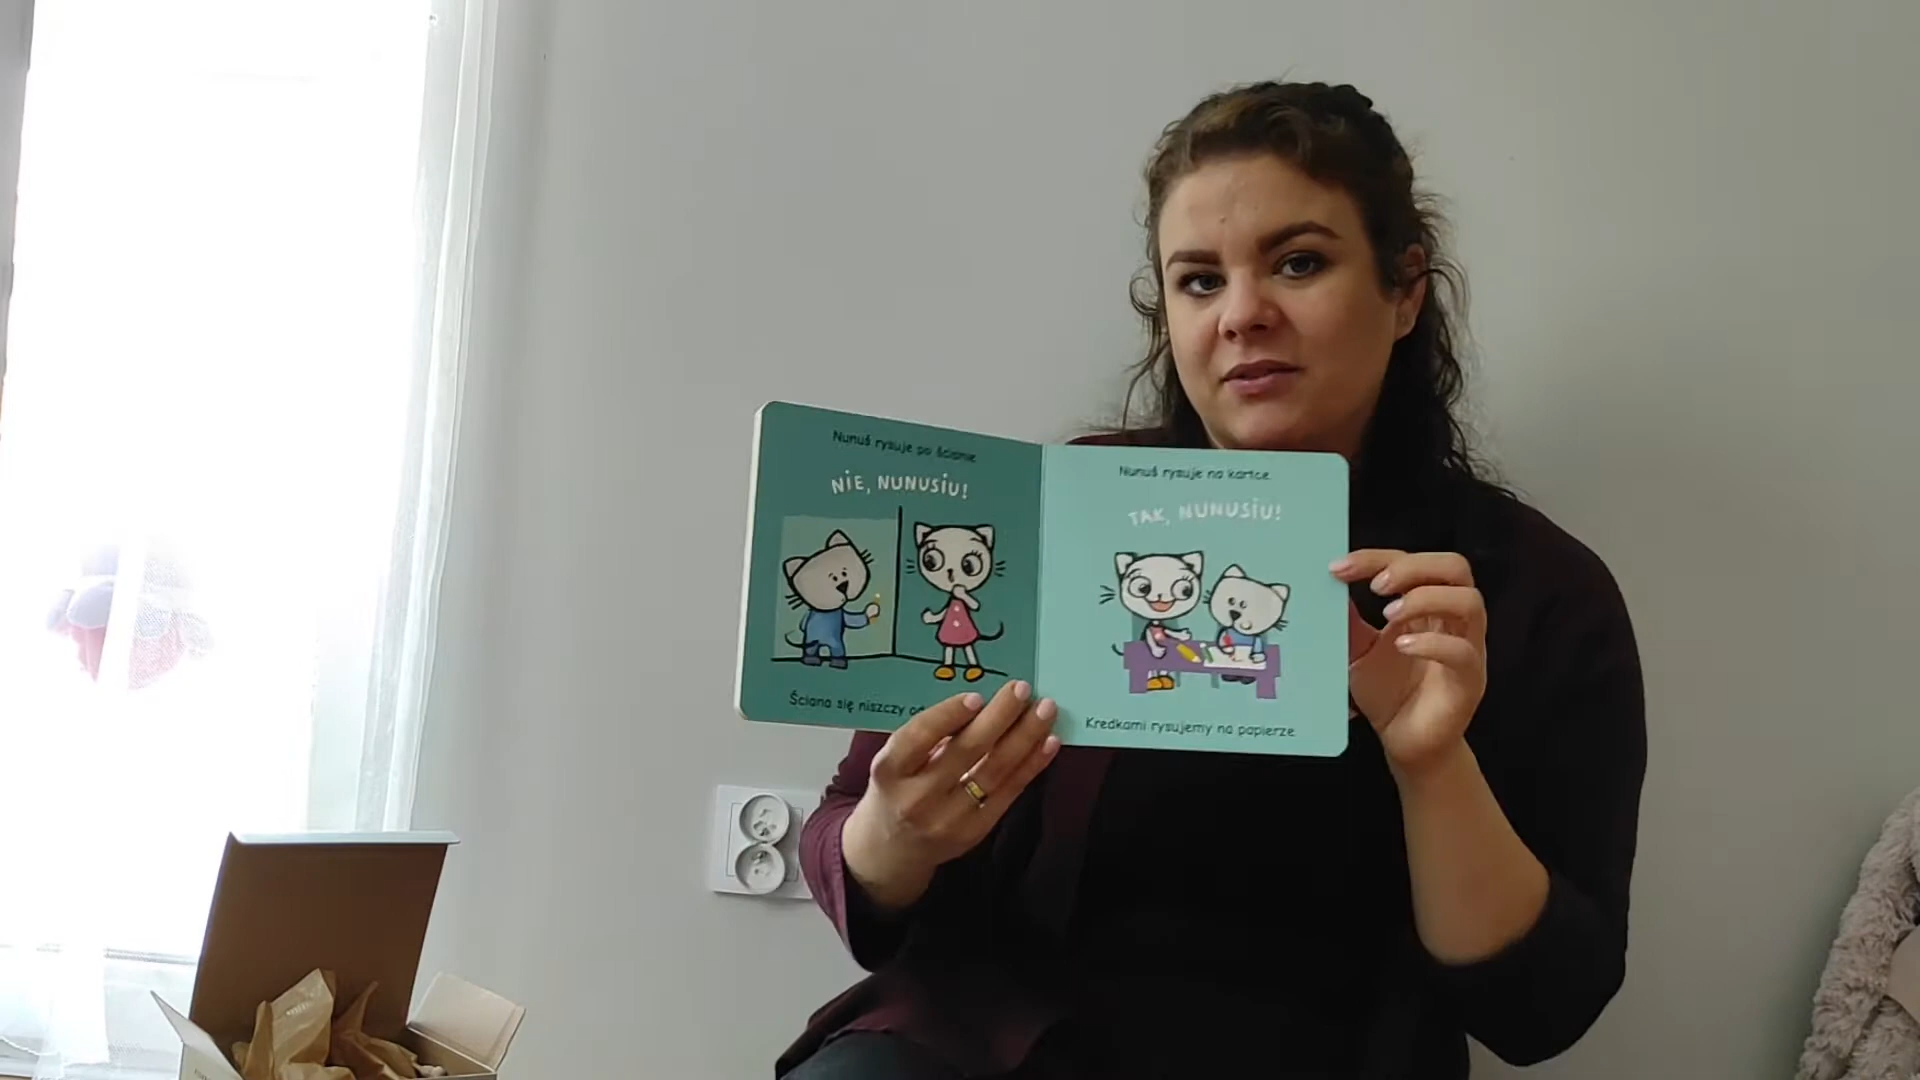 Nunuś rysuje po ścianie
NIE, NUNUSIU!
Ściana się niszczy od
Nunuś rysuje na kartce.
TAK, NUNUSIU!
Kredkami rysujemy na papierze